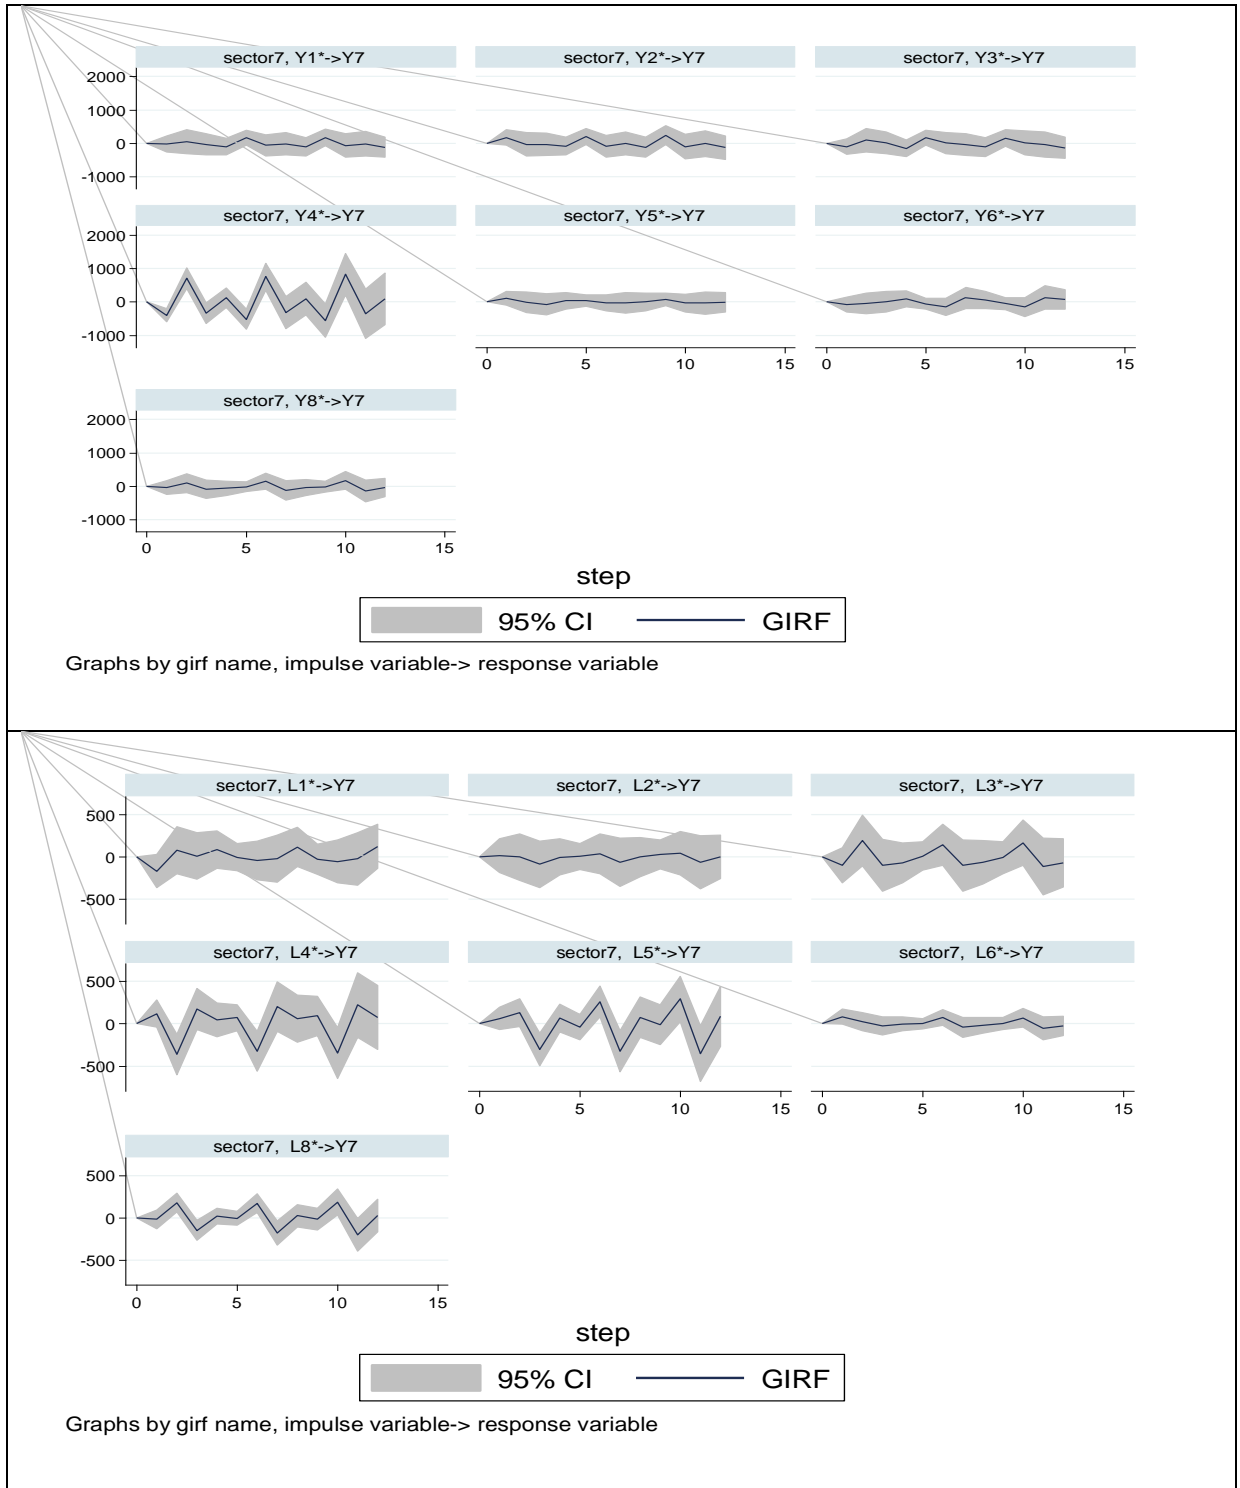 sector7, Y1*->Y7
sector7, Y2*->Y7
sector7, Y3*->Y7
2000
1000
0
-1000
sector7, Y4*->Y7
sector7, Y5*->Y7
sector7, Y6*->Y7
2000
1000
0
-1000
0 5 10 15
0 5 10 15
sector7, Y8*->Y7
2000
1000
0
-1000
0 5 10 15
step
95% CI GIRF
Graphs by girf name, impulse variable-> response variable
sector7, L1*->Y7
sector7, L2*->Y7
sector7, L3*->Y7
500
0
-500
sector7, L4*->Y7
sector7, L5*->Y7
sector7, L6*->Y7
500
0
-500
0 5 10 15
0 5 10 15
sector7, L8*->Y7
500
0
-500
0 5 10 15
step
95% CI GIRF
Graphs by girf name, impulse variable-> response variable